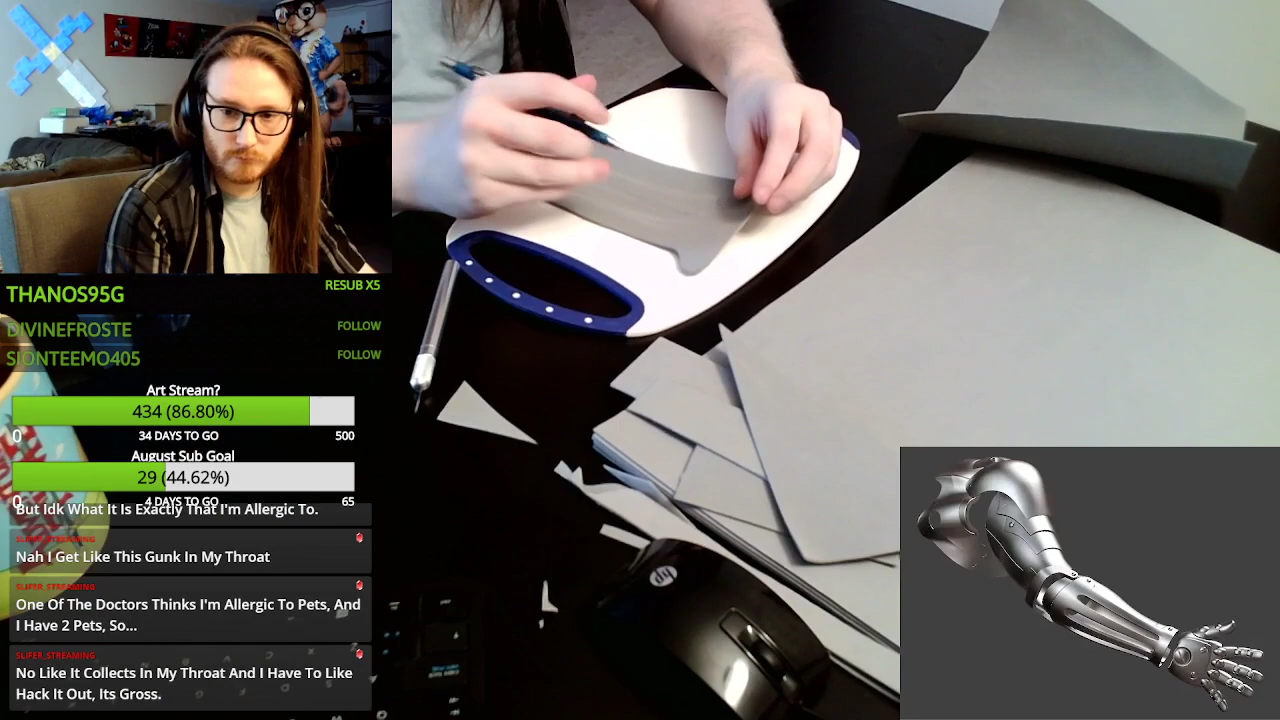 THANOS95G
RESUB X5
DIVINEFROSTE
FOLLOW
SIONTEEMO405
FOLLOW
Art Stream?
434 (86.80%)
0
34 DAYS TO GO
500
August Sub Goal
29 (44.62%)
0
4 DAYS TO GO
65
But Idk What It Is Exactly That I'm Allergic To.
SLIFER_STREAMING
Nah I Get Like This Gunk In My Throat
SLIFER_STREAMING
One Of The Doctors Thinks I'm Allergic To Pets, And
I Have 2 Pets, So...
SLIFER_STREAMING
No Like It Collects In My Throat And I Have To Like
Hack It Out, Its Gross.
hp